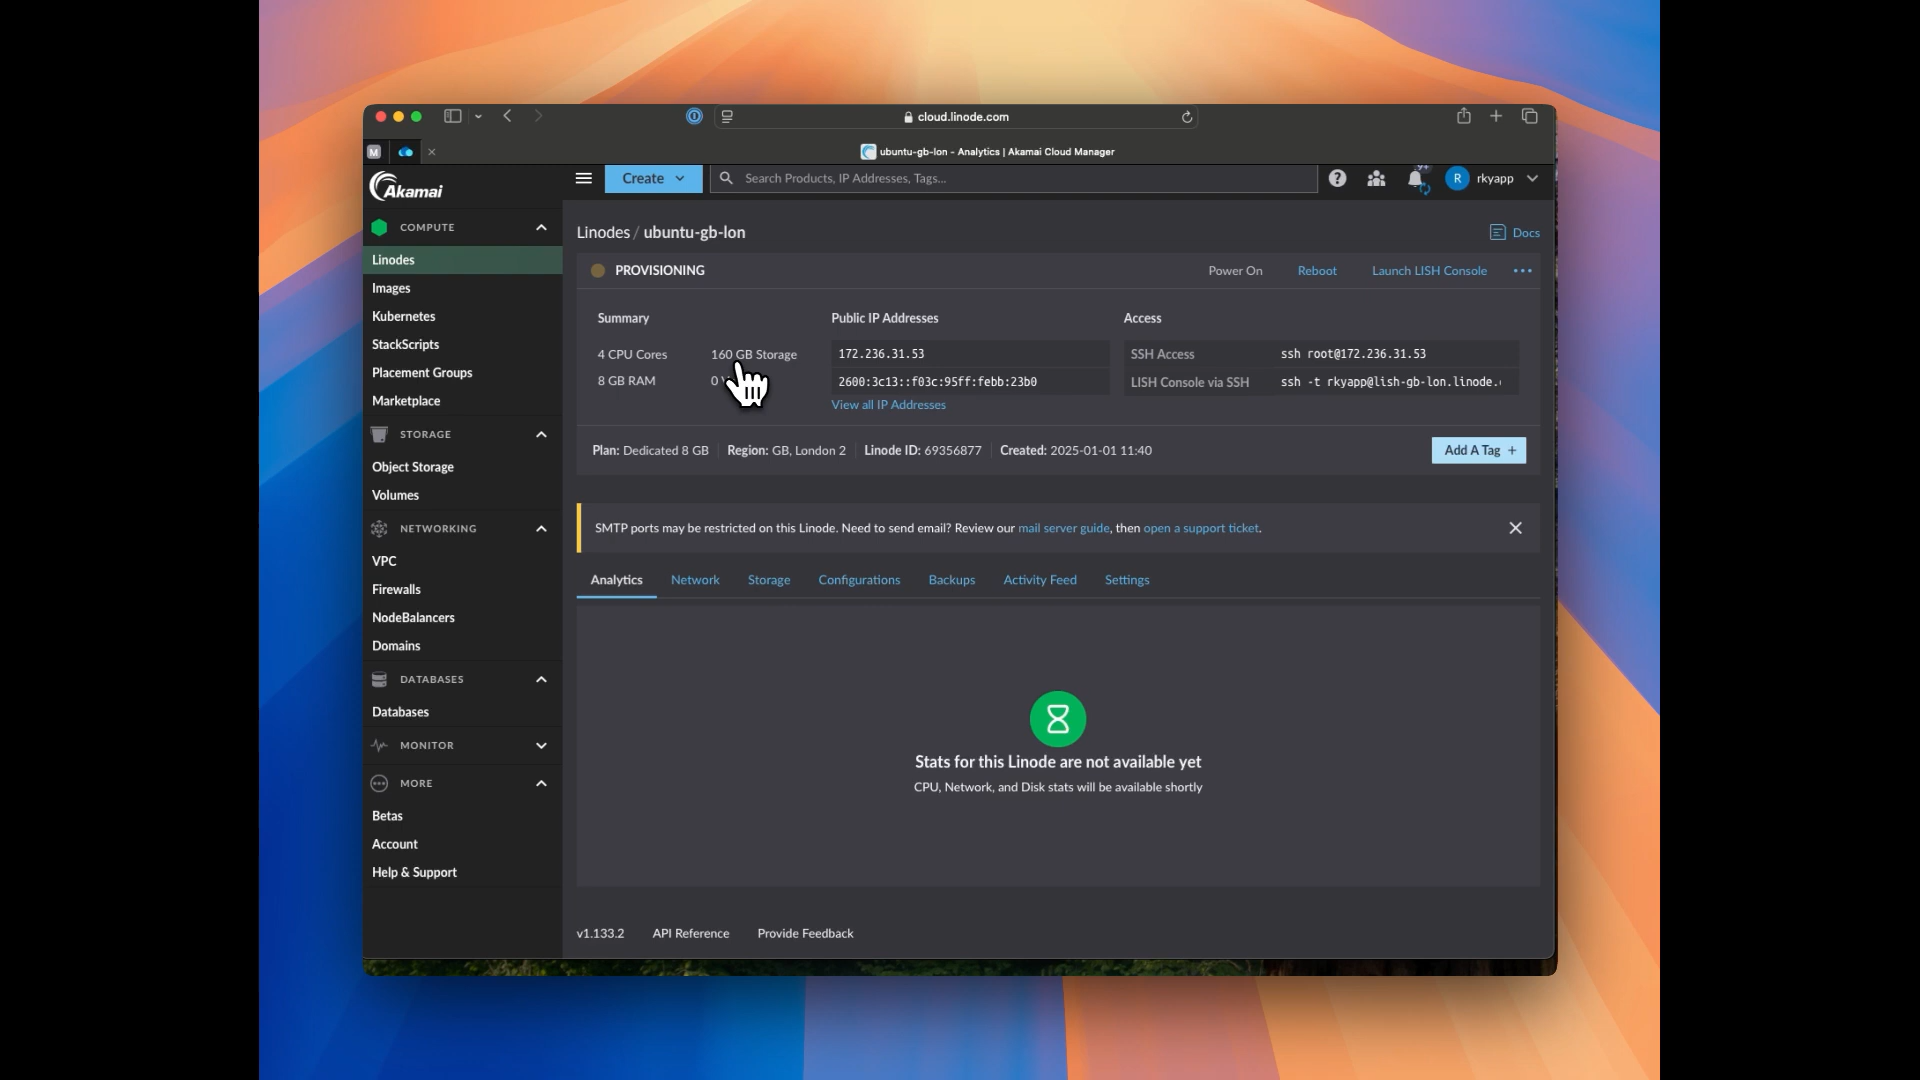 cloud.linode.com
M
ubuntu-gb-lon - Analytics | Akamai Cloud Manager
Akamai
Create
Search Products, IP Addresses, Tags...
9+
R
rkyapp
COMPUTE
Linodes
Images
Kubernetes
StackScripts
Placement Groups
Marketplace
STORAGE
Object Storage
Volumes
NETWORKING
VPC
Firewalls
NodeBalancers
Domains
DATABASES
Databases
MONITOR
MORE
Betas
Account
Help & Support
Linodes / ubuntu-gb-lon
Docs
PROVISIONING
Power On
Reboot
Launch LISH Console
Summary
Public IP Addresses
Access
4 CPU Cores
160 GB Storage
172.236.31.53
SSH Access
ssh root@172.236.31.53
8 GB RAM
0
2600:3c13::f03c:95ff:febb:23b0
LISH Console via SSH
ssh -t rkyapp@lish-gb-lon.linode.
View all IP Addresses
Plan: Dedicated 8 GB
Region: GB, London 2
Linode ID: 69356877
Created: 2025-01-01 11:40
Add A Tag +
SMTP ports may be restricted on this Linode. Need to send email? Review our mail server guide, then open a support ticket.
Analytics
Network
Storage
Configurations
Backups
Activity Feed
Settings
Stats for this Linode are not available yet
CPU, Network, and Disk stats will be available shortly
v1.133.2
API Reference
Provide Feedback